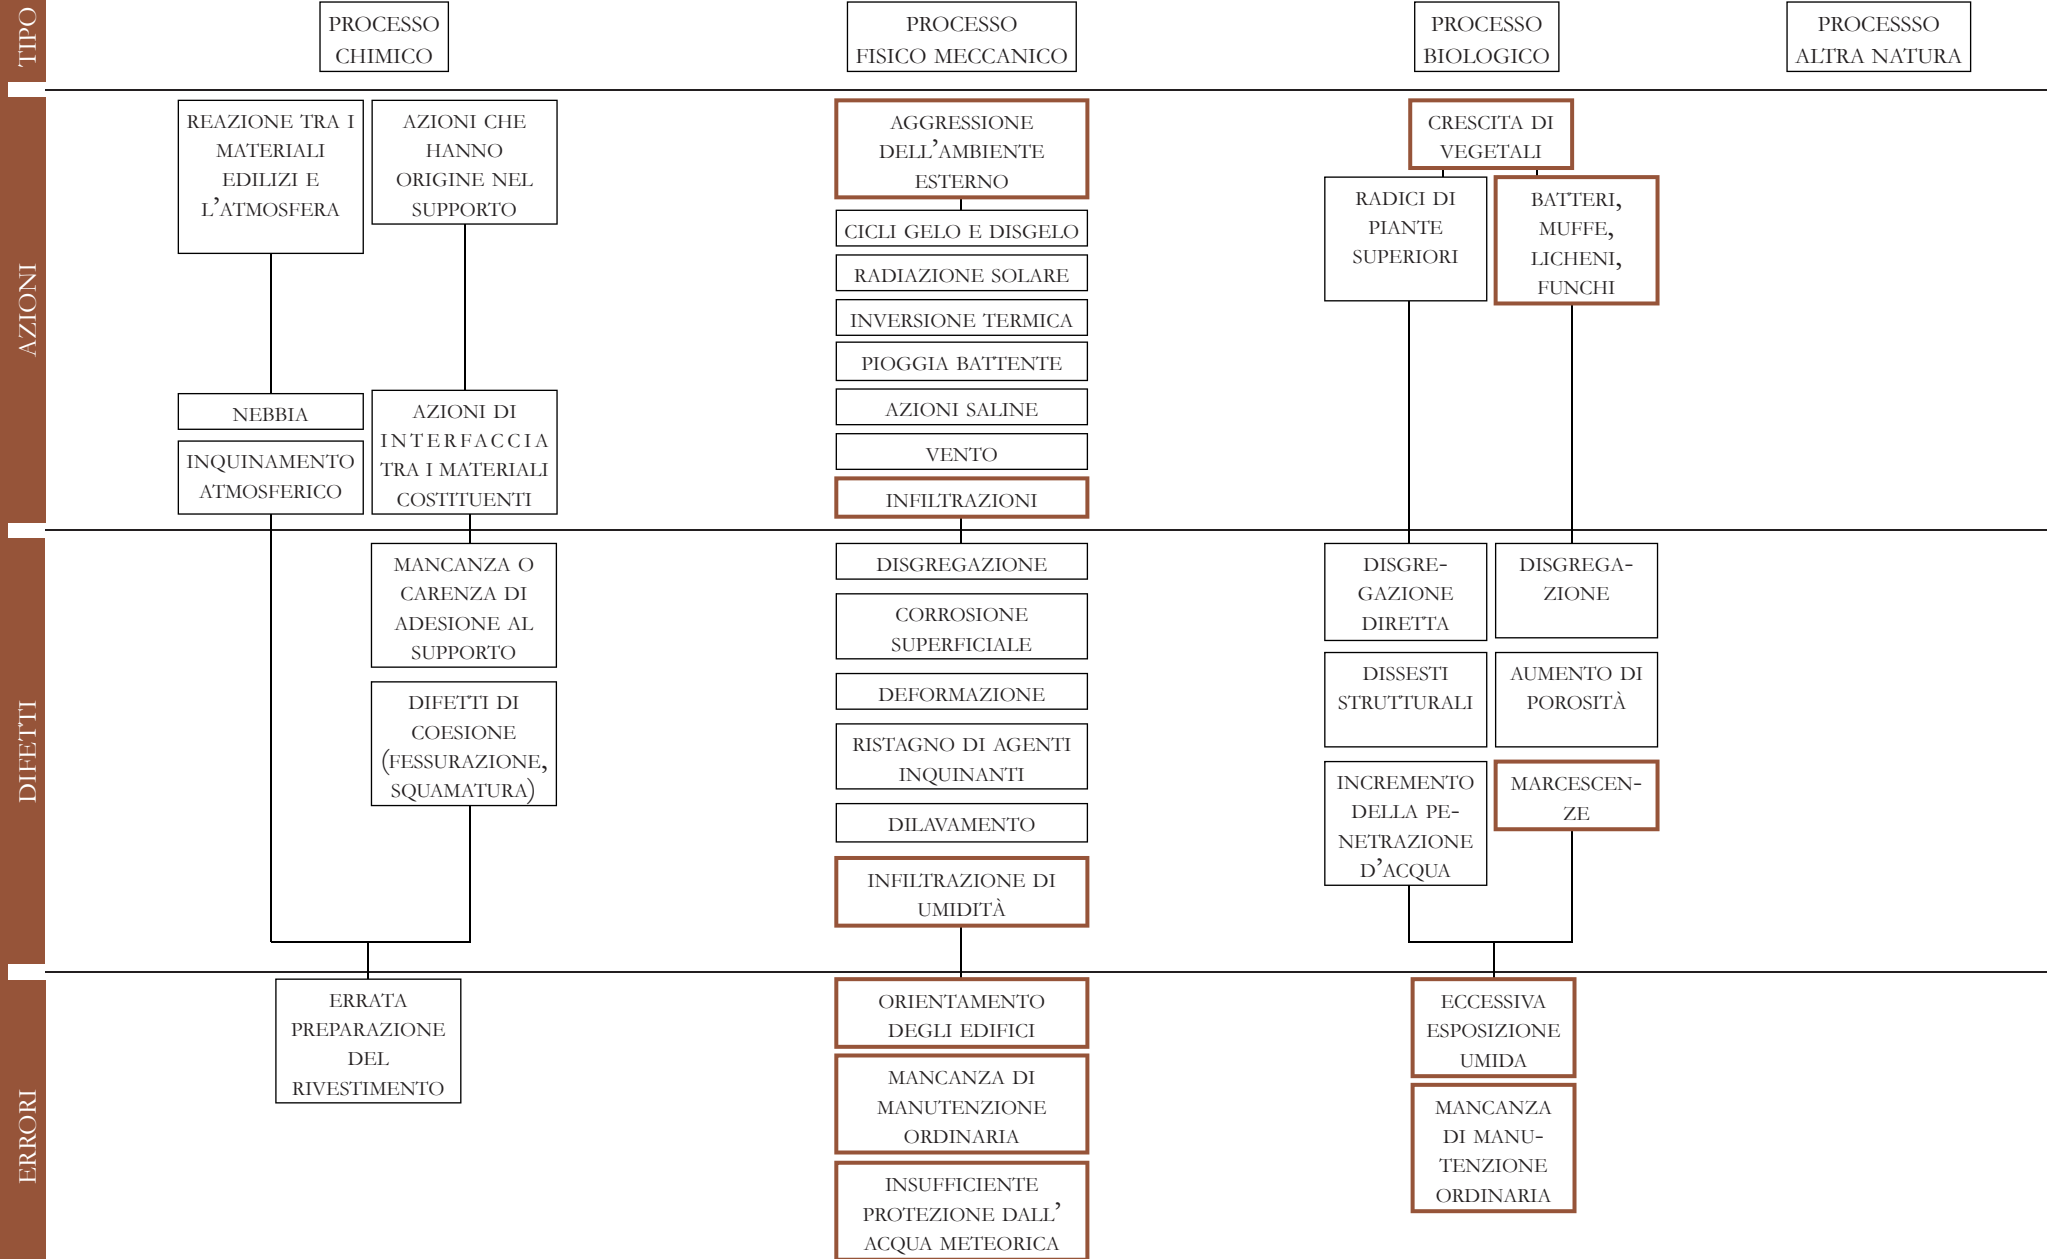 TIPO
PROCESSO
CHIMICO
PROCESSO
FISICO MECCANICO
PROCESSO
BIOLOGICO
PROCESSSO
ALTRA NATURA
AZIONI
REAZIONE TRA I
MATERIALI
EDILIZI E
L'ATMOSFERA
AZIONI CHE
HANNO
ORIGINE NEL
SUPPORTO
NEBBIA
INQUINAMENTO
ATMOSFERICO
AZIONI DI
INTERFACCIA
TRA I MATERIALI
COSTITUENTI
AGGRESSIONE
DELL'AMBIENTE
ESTERNO
CICLI GELO E DISGELO
RADIAZIONE SOLARE
INVERSIONE TERMICA
PIOGGIA BATTENTE
AZIONI SALINE
VENTO
INFILTRAZIONI
CRESCITA DI
VEGETALI
RADICI DI
PIANTE
SUPERIORI
BATTERI,
MUFFE,
LICHENI,
FUNCHI
DIFETTI
MANCANZA O
CARENZA DI
ADESIONE AL
SUPPORTO
DIFETTI DI
COESIONE
(FESSURAZIONE,
SQUAMATURA)
DISGREGAZIONE
CORROSIONE
SUPERFICIALE
DEFORMAZIONE
RISTAGNO DI AGENTI
INQUINANTI
DILAVAMENTO
INFILTRAZIONE DI
UMIDITÀ
DISGRE-
GAZIONE
DIRETTA
DISSESTI
STRUTTURALI
INCREMENTO
DELLA PE-
NETRAZIONE
D'ACQUA
DISGREGA-
ZIONE
AUMENTO DI
POROSITÀ
MARCESCEN-
ZE
ERRORI
ERRATA
PREPARAZIONE
DEL
RIVESTIMENTO
ORIENTAMENTO
DEGLI EDIFICI
MANCANZA DI
MANUTENZIONE
ORDINARIA
INSUFFICIENTE
PROTEZIONE DALL'
ACQUA METEORICA
ECCESSIVA
ESPOSIZIONE
UMIDA
MANCANZA
DI MANU-
TENZIONE
ORDINARIA